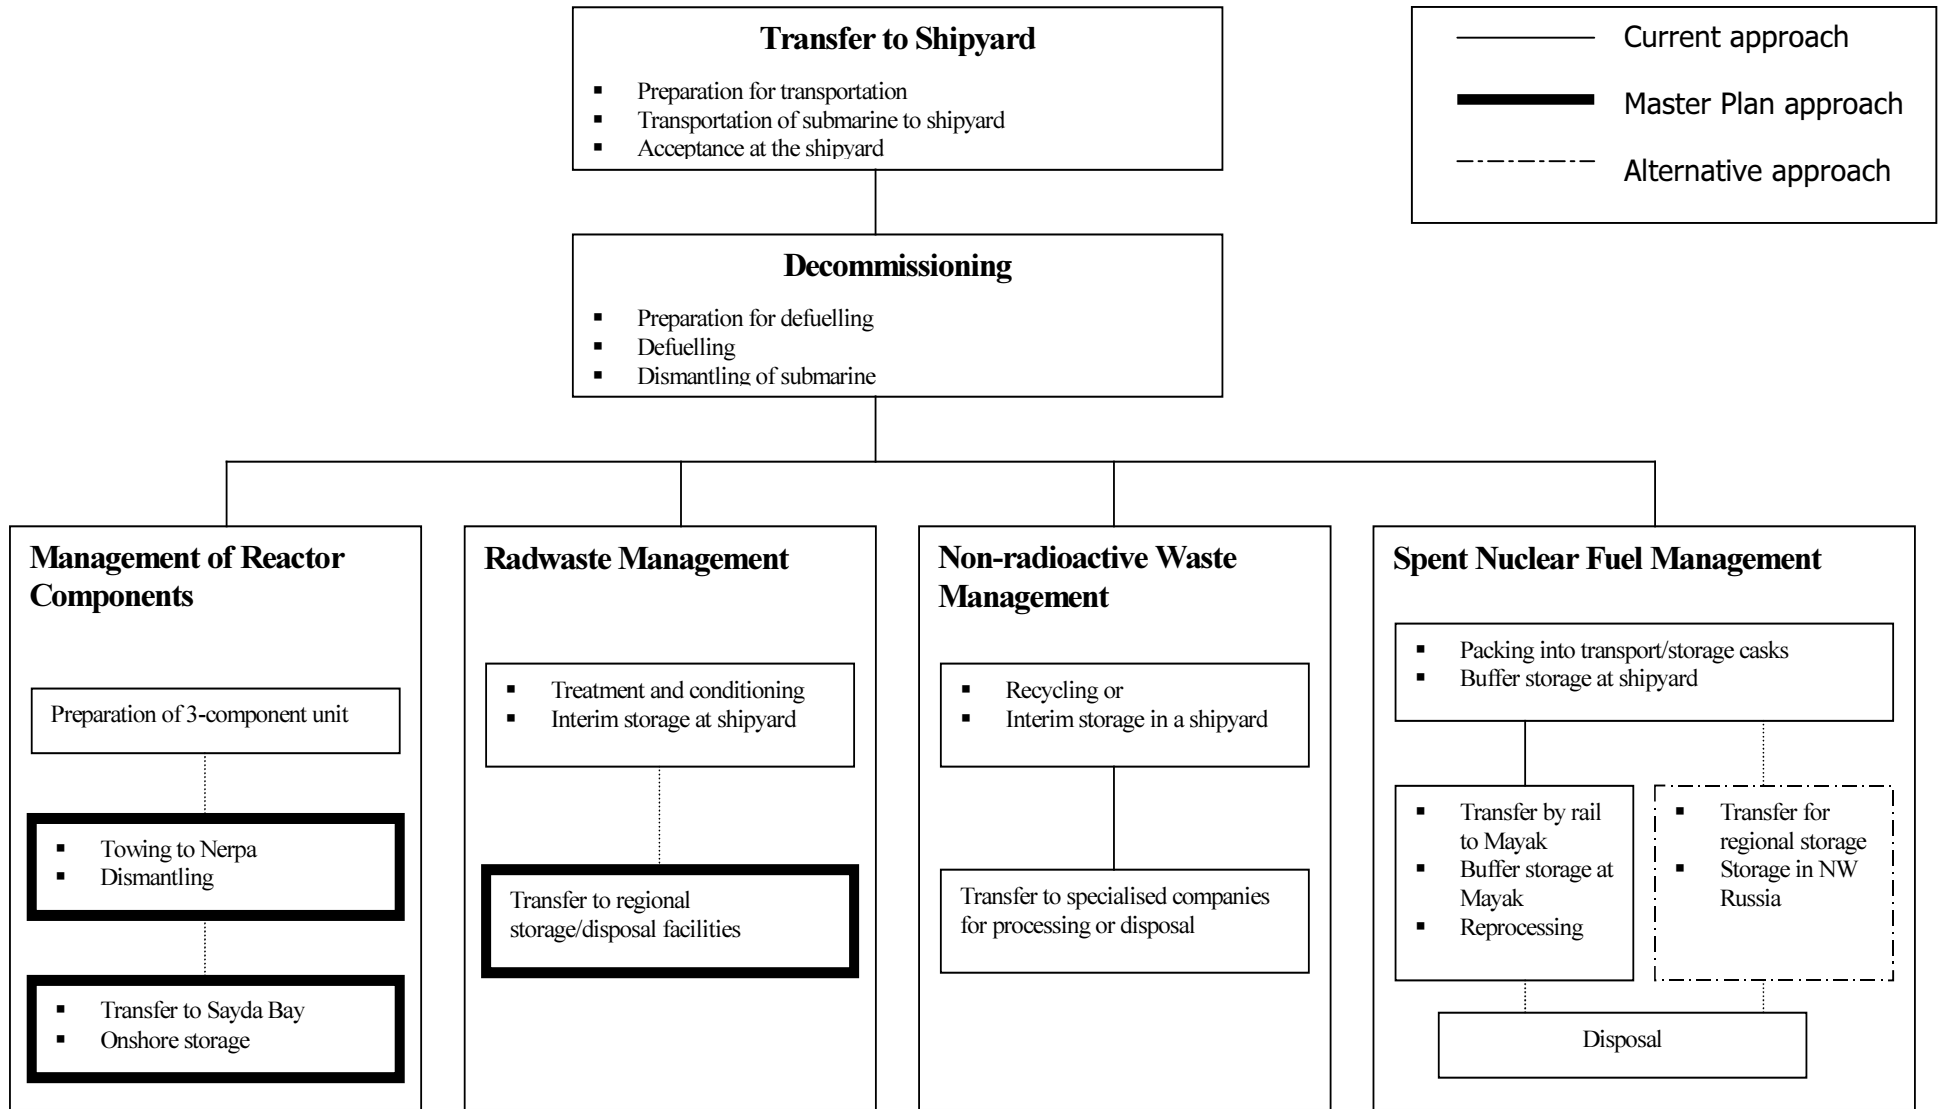 Transfer to Shipyard
▪ Preparation for transportation
▪ Transportation of submarine to shipyard
▪ Acceptance at the shipyard
Current approach
Master Plan approach
Alternative approach
Decommissioning
▪ Preparation for defuelling
▪ Defuelling
▪ Dismantling of submarine
Management of Reactor
Components
Preparation of 3-component unit
▪ Towing to Nerpa
▪ Dismantling
▪ Transfer to Sayda Bay
▪ Onshore storage
Radwaste Management
▪ Treatment and conditioning
▪ Interim storage at shipyard
Transfer to regional
storage/disposal facilities
Non-radioactive Waste
Management
▪ Recycling or
▪ Interim storage in a shipyard
Transfer to specialised companies
for processing or disposal
Spent Nuclear Fuel Management
▪ Packing into transport/storage casks
▪ Buffer storage at shipyard
▪ Transfer by rail
to Mayak
▪ Buffer storage at
Mayak
▪ Reprocessing
▪ Transfer for
regional storage
▪ Storage in NW
Russia
Disposal